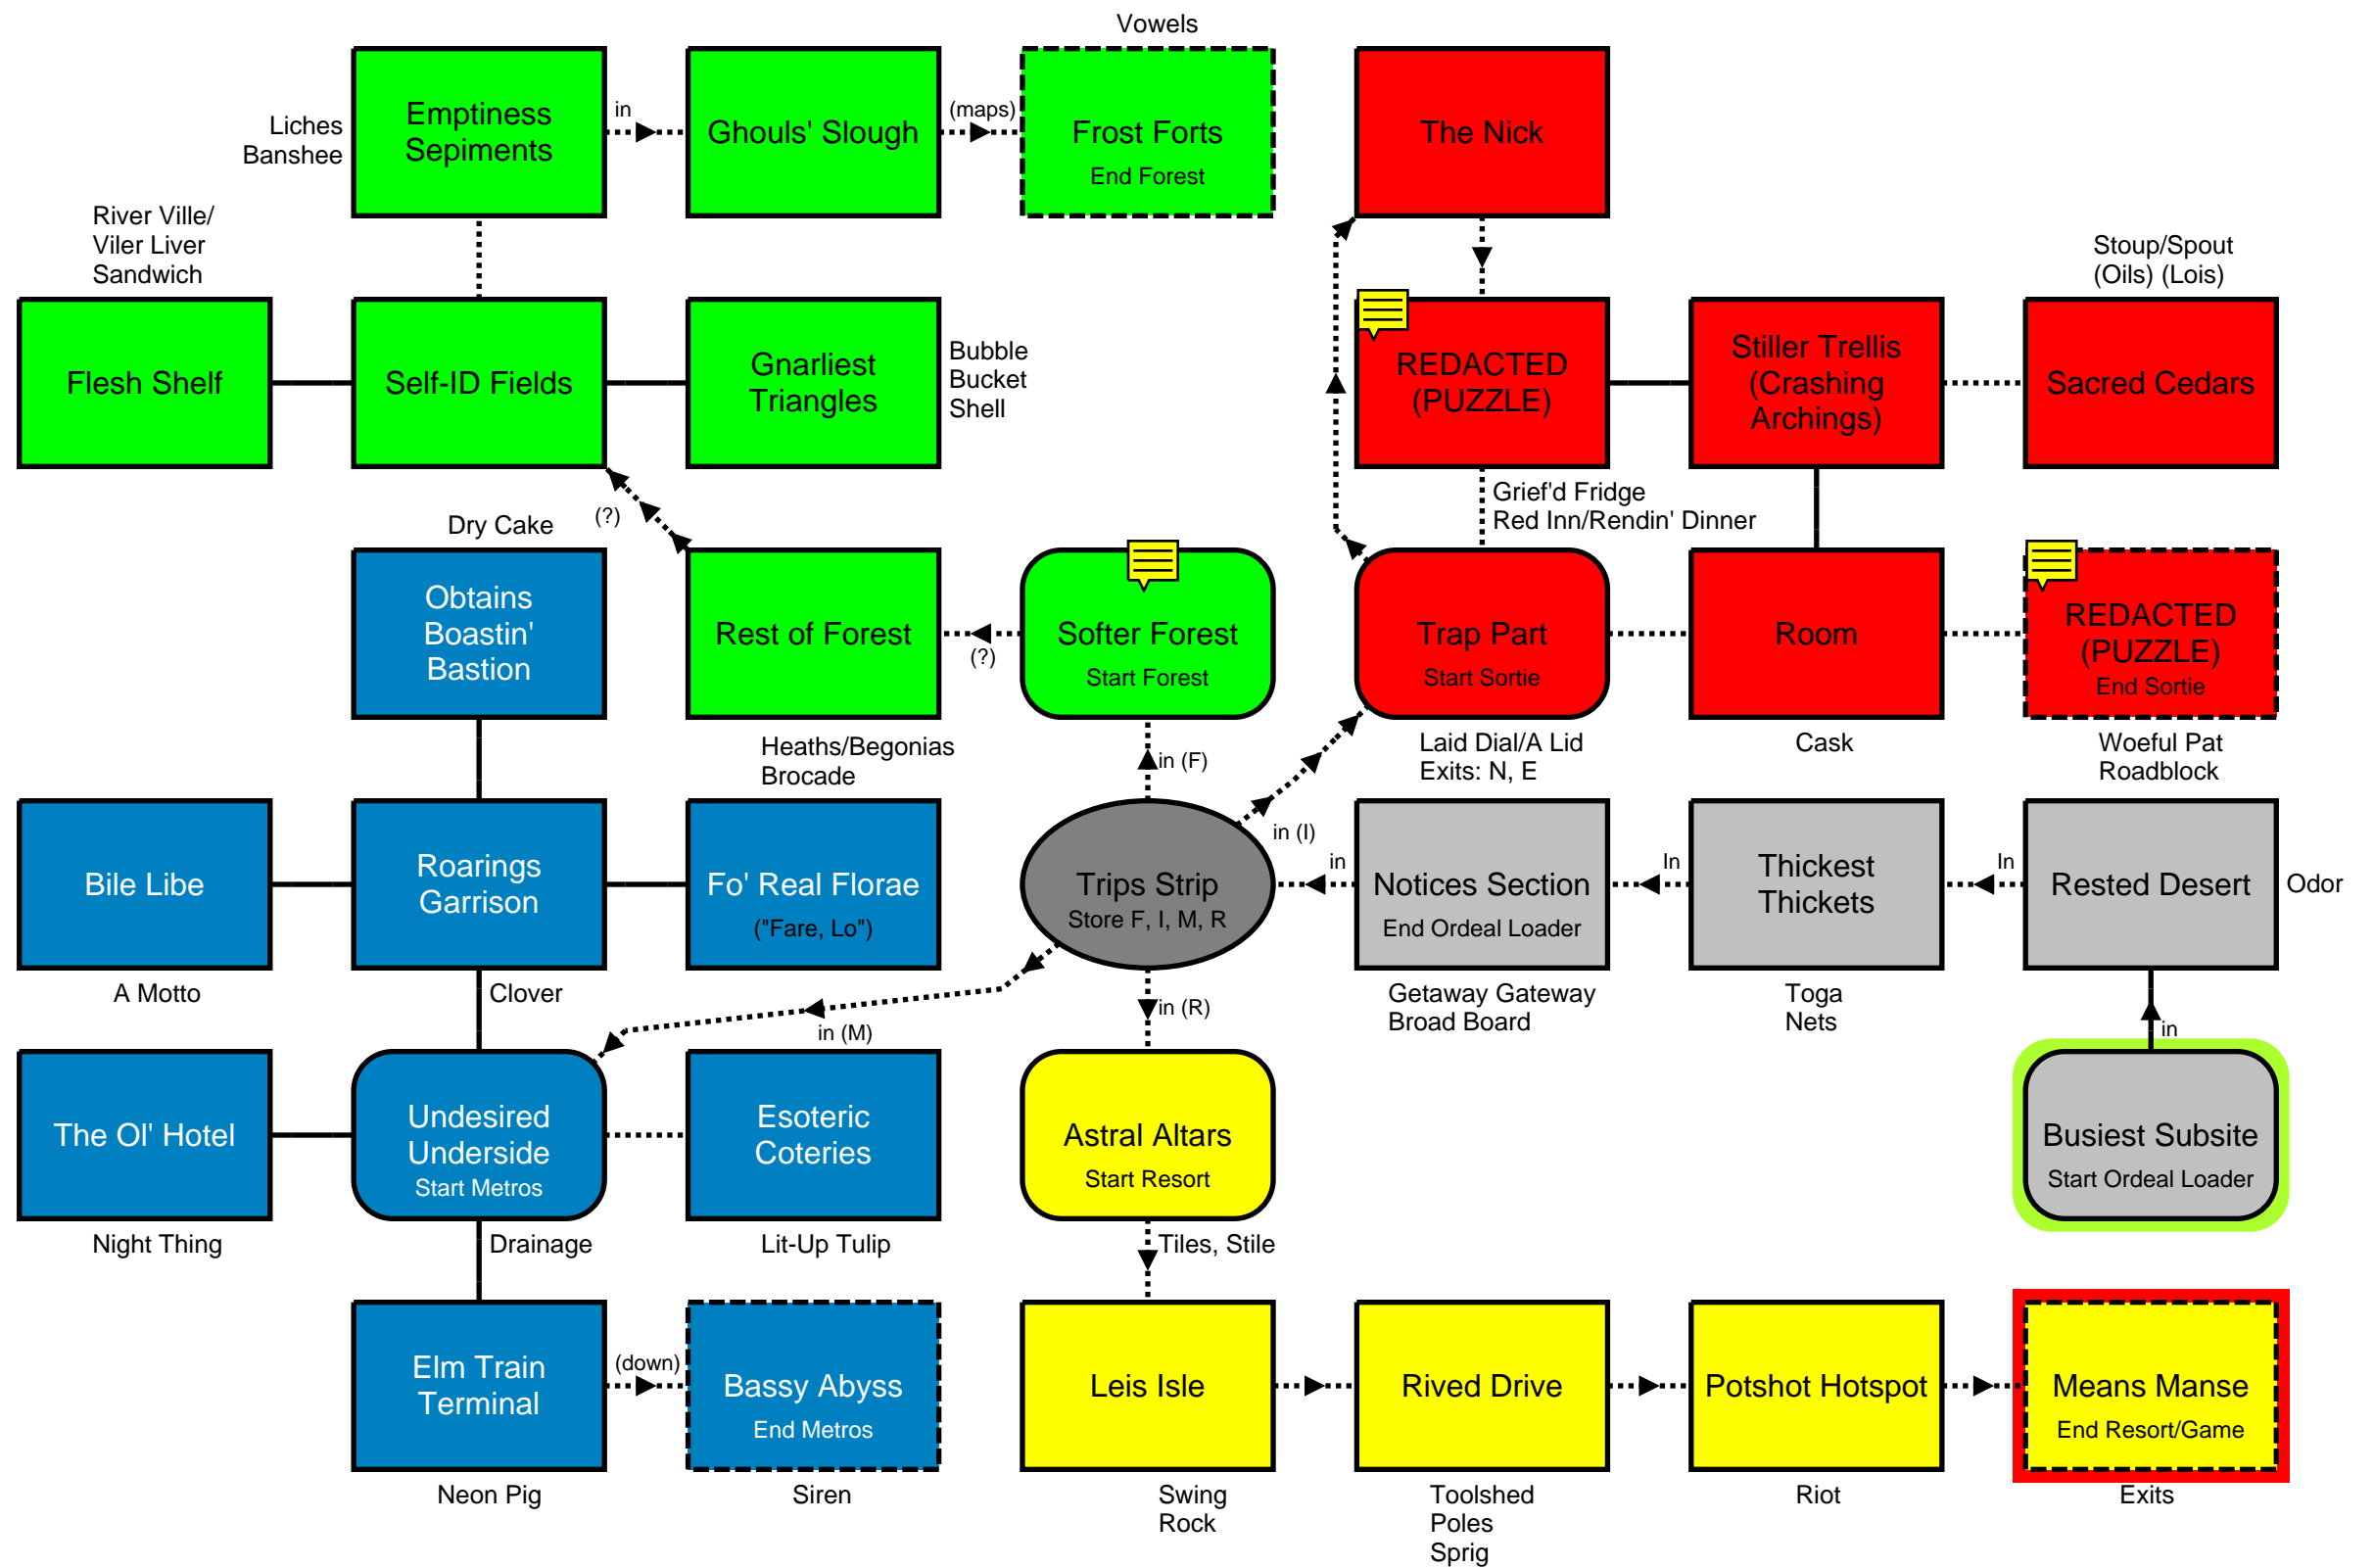 Vowels
Liches
Banshee
Emptiness
Sepiments
in
Ghouls' Slough
(maps)
Frost Forts
End Forest
The Nick
River Ville/
Viler Liver
Sandwich
Stoup/Spout
(Oils) (Lois)
Flesh Shelf
Self-ID Fields
Gnarliest
Triangles
Bubble
Bucket
Shell
REDACTED
(PUZZLE)
Stiller Trellis
(Crashing
Archings)
Sacred Cedars
Grief'd Fridge
Red Inn/Rendin' Dinner
Dry Cake
(?)
Obtains
Boastin'
Bastion
Rest of Forest
(?)
Softer Forest
Start Forest
Trap Part
Start Sortie
Room
REDACTED
(PUZZLE)
End Sortie
Heaths/Begonias
Brocade
in (F)
Laid Dial/A Lid
Exits: N, E
Cask
Woeful Pat
Roadblock
in (I)
Bile Libe
Roarings
Garrison
Fo' Real Florae
("Fare, Lo")
Trips Strip
Store F, I, M, R
in
Notices Section
End Ordeal Loader
In
Thickest
Thickets
In
Rested Desert
Odor
A Motto
Clover
in (M)
in (R)
Getaway Gateway
Broad Board
Toga
Nets
in
The Ol' Hotel
Undesired
Underside
Start Metros
Esoteric
Coteries
Astral Altars
Start Resort
Busiest Subsite
Start Ordeal Loader
Night Thing
Drainage
Lit-Up Tulip
Tiles, Stile
Elm Train
Terminal
(down)
Bassy Abyss
End Metros
Leis Isle
Rived Drive
Potshot Hotspot
Means Manse
End Resort/Game
Neon Pig
Siren
Swing
Rock
Toolshed
Poles
Sprig
Riot
Exits